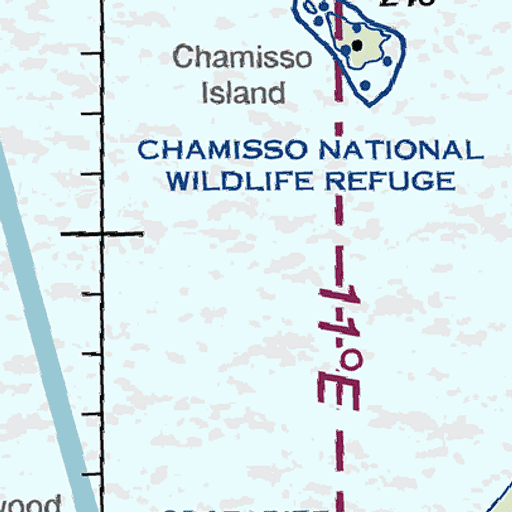 Chamisso
Island
CHAMISSO NATIONAL
WILDLIFE REFUGE
11°E